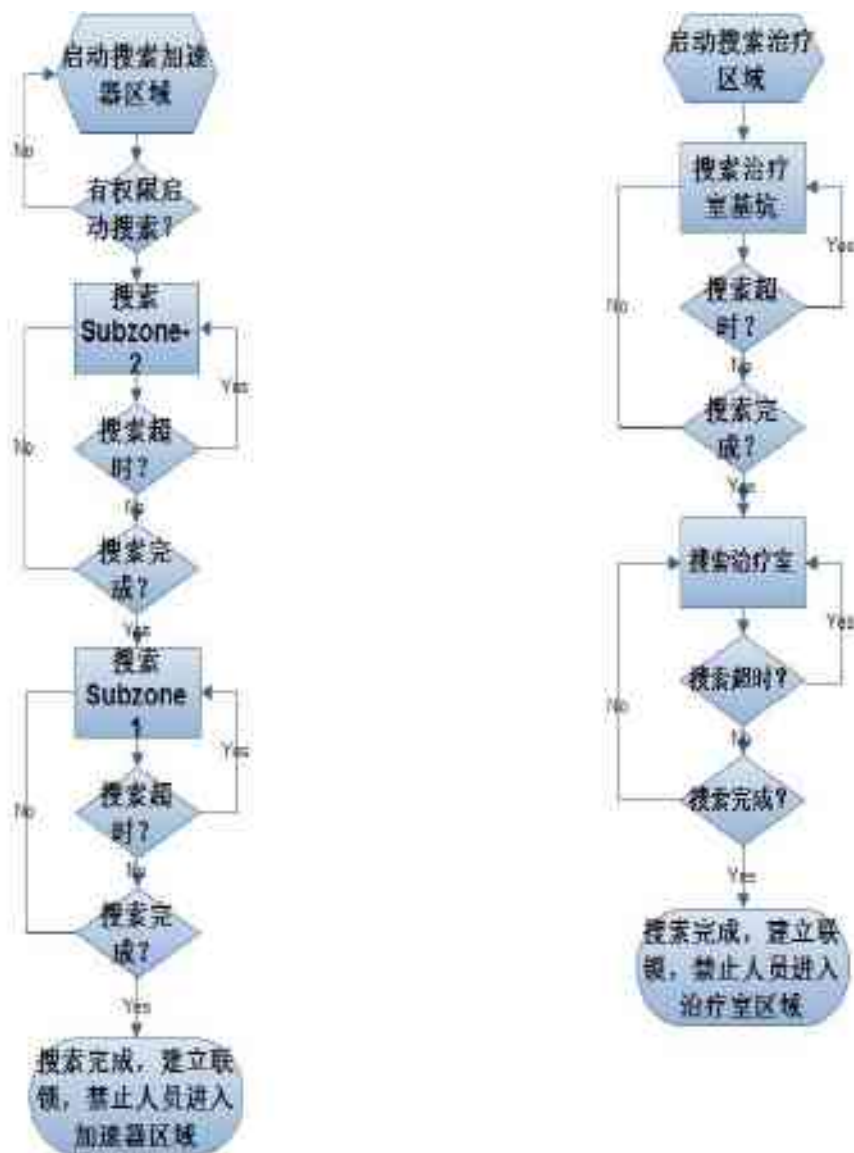 启动搜索加速
器区域
No
有权限启
动搜索?
搜索
Subzone-
2
Yes
搜索超
时?
No
No
搜索完
成?
Yes
搜索
Subzone
1
Yes
搜索超
时?
No
No
搜索完
成?
Yes
搜索完成，建立联
锁，禁止人员进入
加速器区域
启动搜索治疗
区域
搜索治疗
室基坑
Yes
搜索超
时?
No
No
搜索完
成?
Yes
搜索治疗室
Yes
搜索超时?
No
No
搜索完成?
Yes
搜索完成，建立联
锁，禁止人员进入
治疗室区域